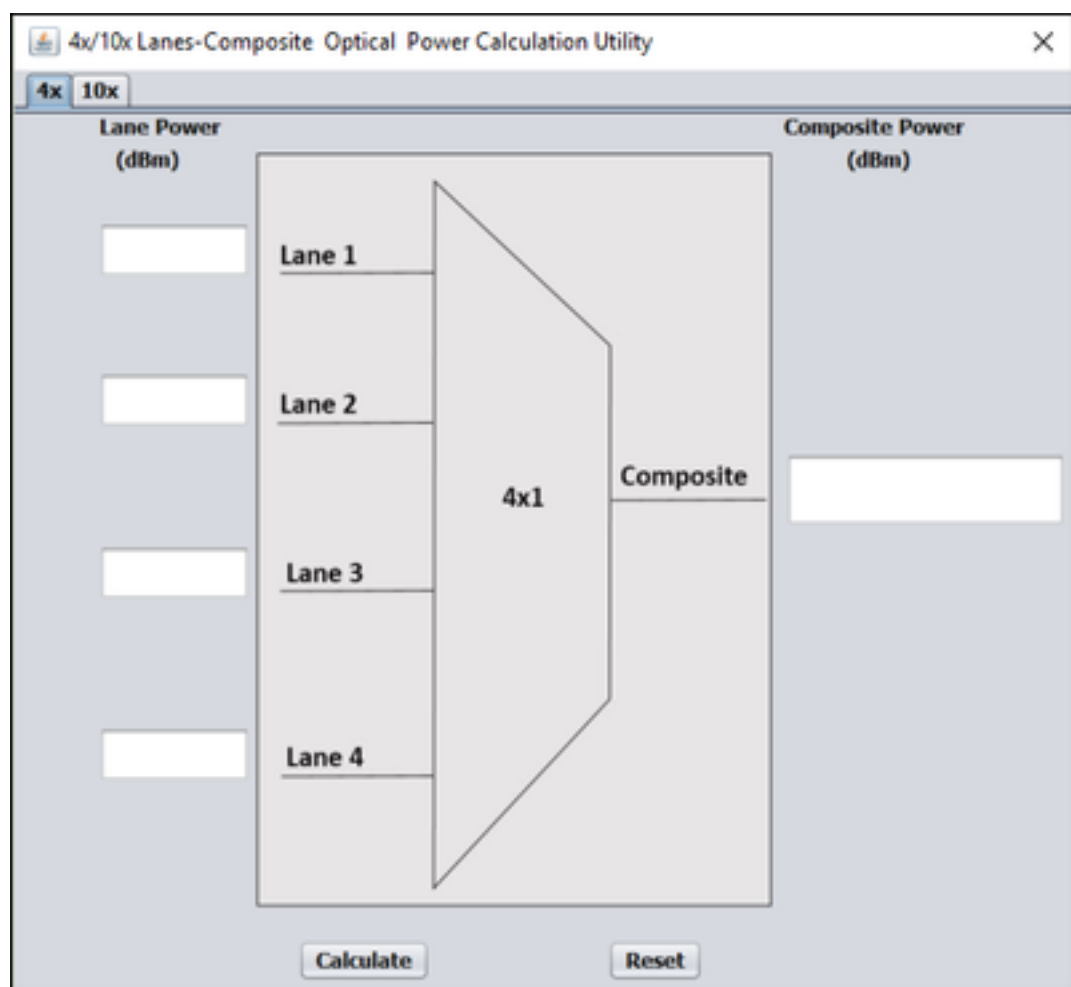 4x/10x Lanes-Composite Optical Power Calculation Utility
4x 10x
Lane Power
(dBm)
Composite Power
(dBm)
Lane 1
Lane 2
Composite
4x1
Lane 3
Lane 4
Calculate
Reset